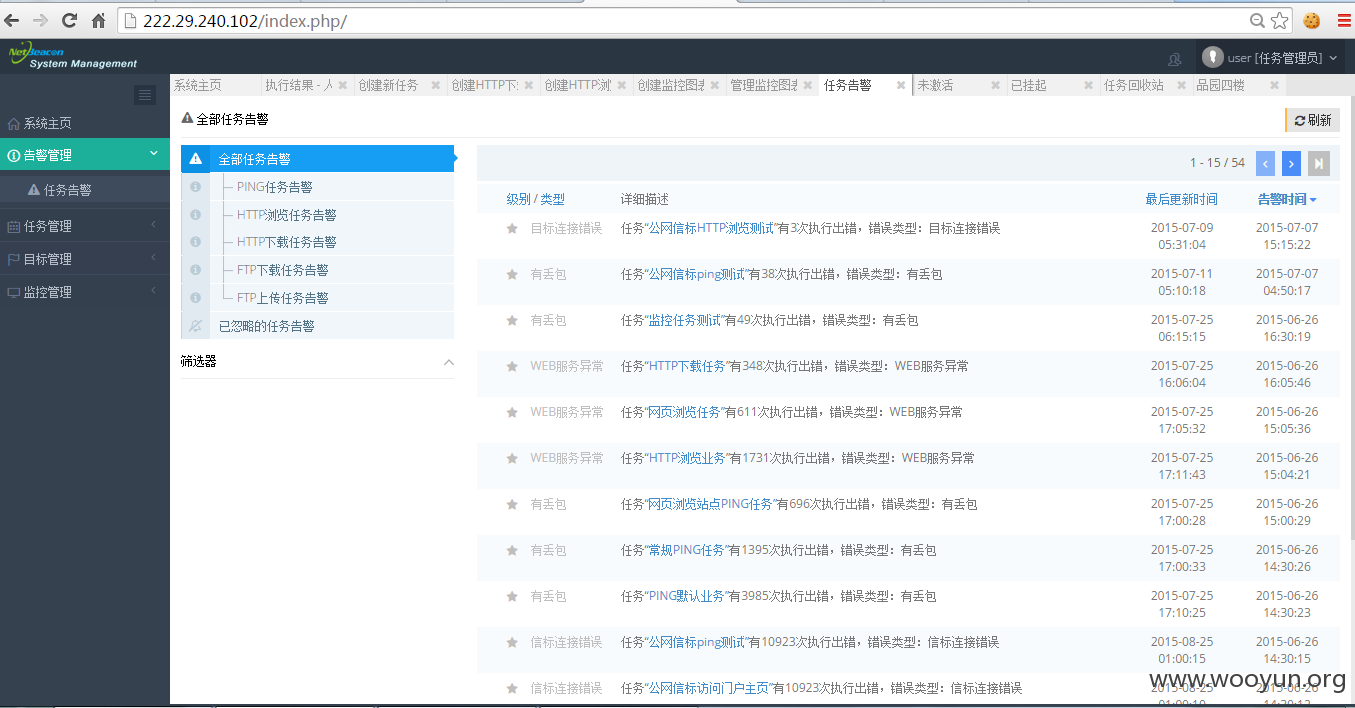 222.29.240.102/index.php/
NetBeacon
System Management
user [任务管理员]
系统主页
执行结果 - 人
创建新任务
创建HTTP下
创建HTTP浏
创建监控图表
管理监控图表
任务告警
未激活
已挂起
任务回收站
品园四楼
系统主页
告警管理
任务告警
任务管理
目标管理
监控管理
全部任务告警
刷新
全部任务告警
PING任务告警
HTTP浏览任务告警
HTTP下载任务告警
FTP下载任务告警
FTP上传任务告警
已忽略的任务告警
筛选器
1 - 15 / 54
级别 / 类型 详细描述 最后更新时间 告警时间
目标连接错误 任务"公网信标HTTP浏览测试"有3次执行出错，错误类型：目标连接错误 2015-07-09 05:31:04 2015-07-07 15:15:22
有丢包 任务"公网信标ping测试"有38次执行出错，错误类型：有丢包 2015-07-11 05:10:18 2015-07-07 04:50:17
有丢包 任务"监控任务测试"有49次执行出错，错误类型：有丢包 2015-07-25 06:15:15 2015-06-26 16:30:19
WEB服务异常 任务"HTTP下载任务"有348次执行出错，错误类型：WEB服务异常 2015-07-25 16:06:04 2015-06-26 16:05:46
WEB服务异常 任务"网页浏览任务"有611次执行出错，错误类型：WEB服务异常 2015-07-25 17:05:32 2015-06-26 15:05:36
WEB服务异常 任务"HTTP浏览业务"有1731次执行出错，错误类型：WEB服务异常 2015-07-25 17:11:43 2015-06-26 15:04:21
有丢包 任务"网页浏览站点PING任务"有696次执行出错，错误类型：有丢包 2015-07-25 17:00:28 2015-06-26 15:00:29
有丢包 任务"常规PING任务"有1395次执行出错，错误类型：有丢包 2015-07-25 17:00:33 2015-06-26 14:30:26
有丢包 任务"PING默认业务"有3985次执行出错，错误类型：有丢包 2015-07-25 17:10:25 2015-06-26 14:30:23
信标连接错误 任务"公网信标ping测试"有10923次执行出错，错误类型：信标连接错误 2015-08-25 01:00:15 2015-06-26 14:30:15
信标连接错误 任务"公网信标访问门户主页"有10923次执行出错，错误类型：信标连接错误 2015-08-25 2015-06-26
www.wooyun.org